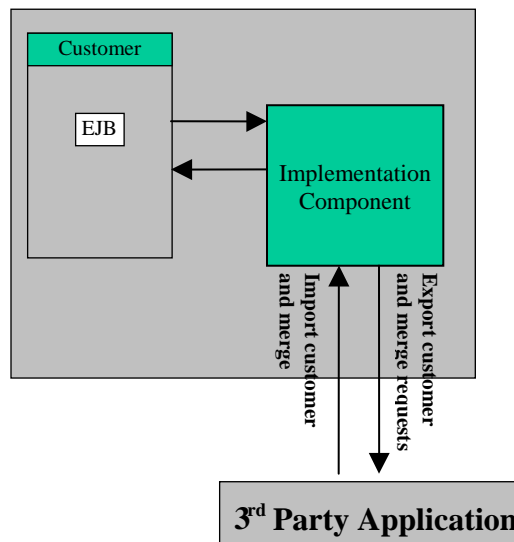 Customer
EJB
Implementation
Component
Import customer
and merge
Export customer
and merge requests
3rd Party Application